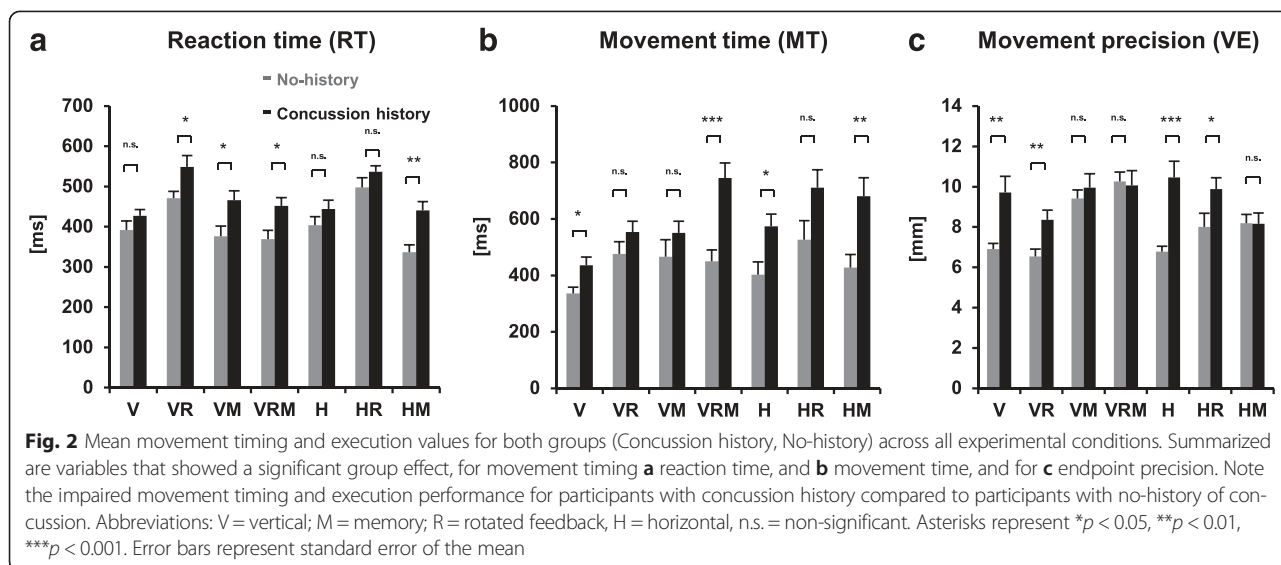 a Reaction time (RT)
No-history
Concussion history
[ms]
700
600
500
400
300
200
100
0
n.s. * * * n.s. n.s. **
V VR VM VRM H HR HM
b Movement time (MT)
[ms]
1000
800
600
400
200
0
* n.s. n.s. *** * n.s. **
V VR VM VRM H HR HM
c Movement precision (VE)
[mm]
14
12
10
8
6
4
2
0
** ** n.s. n.s. *** * n.s.
V VR VM VRM H HR HM
Fig. 2 Mean movement timing and execution values for both groups (Concussion history, No-history) across all experimental conditions. Summarized
are variables that showed a significant group effect, for movement timing a reaction time, and b movement time, and for c endpoint precision. Note
the impaired movement timing and execution performance for participants with concussion history compared to participants with no-history of con-
cussion. Abbreviations: V = vertical; M = memory; R = rotated feedback, H = horizontal, n.s. = non-significant. Asterisks represent *p < 0.05, **p < 0.01,
***p < 0.001. Error bars represent standard error of the mean